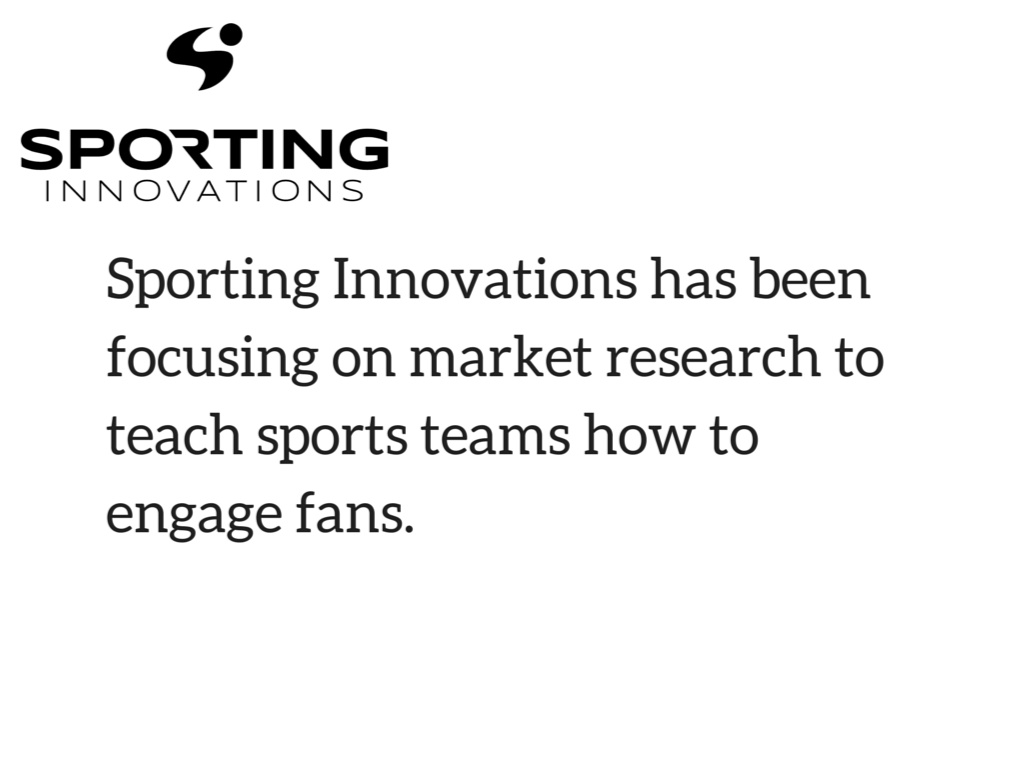 SPORTING
INNOVATIONS
Sporting Innovations has been
focusing on market research to
teach sports teams how to
engage fans.